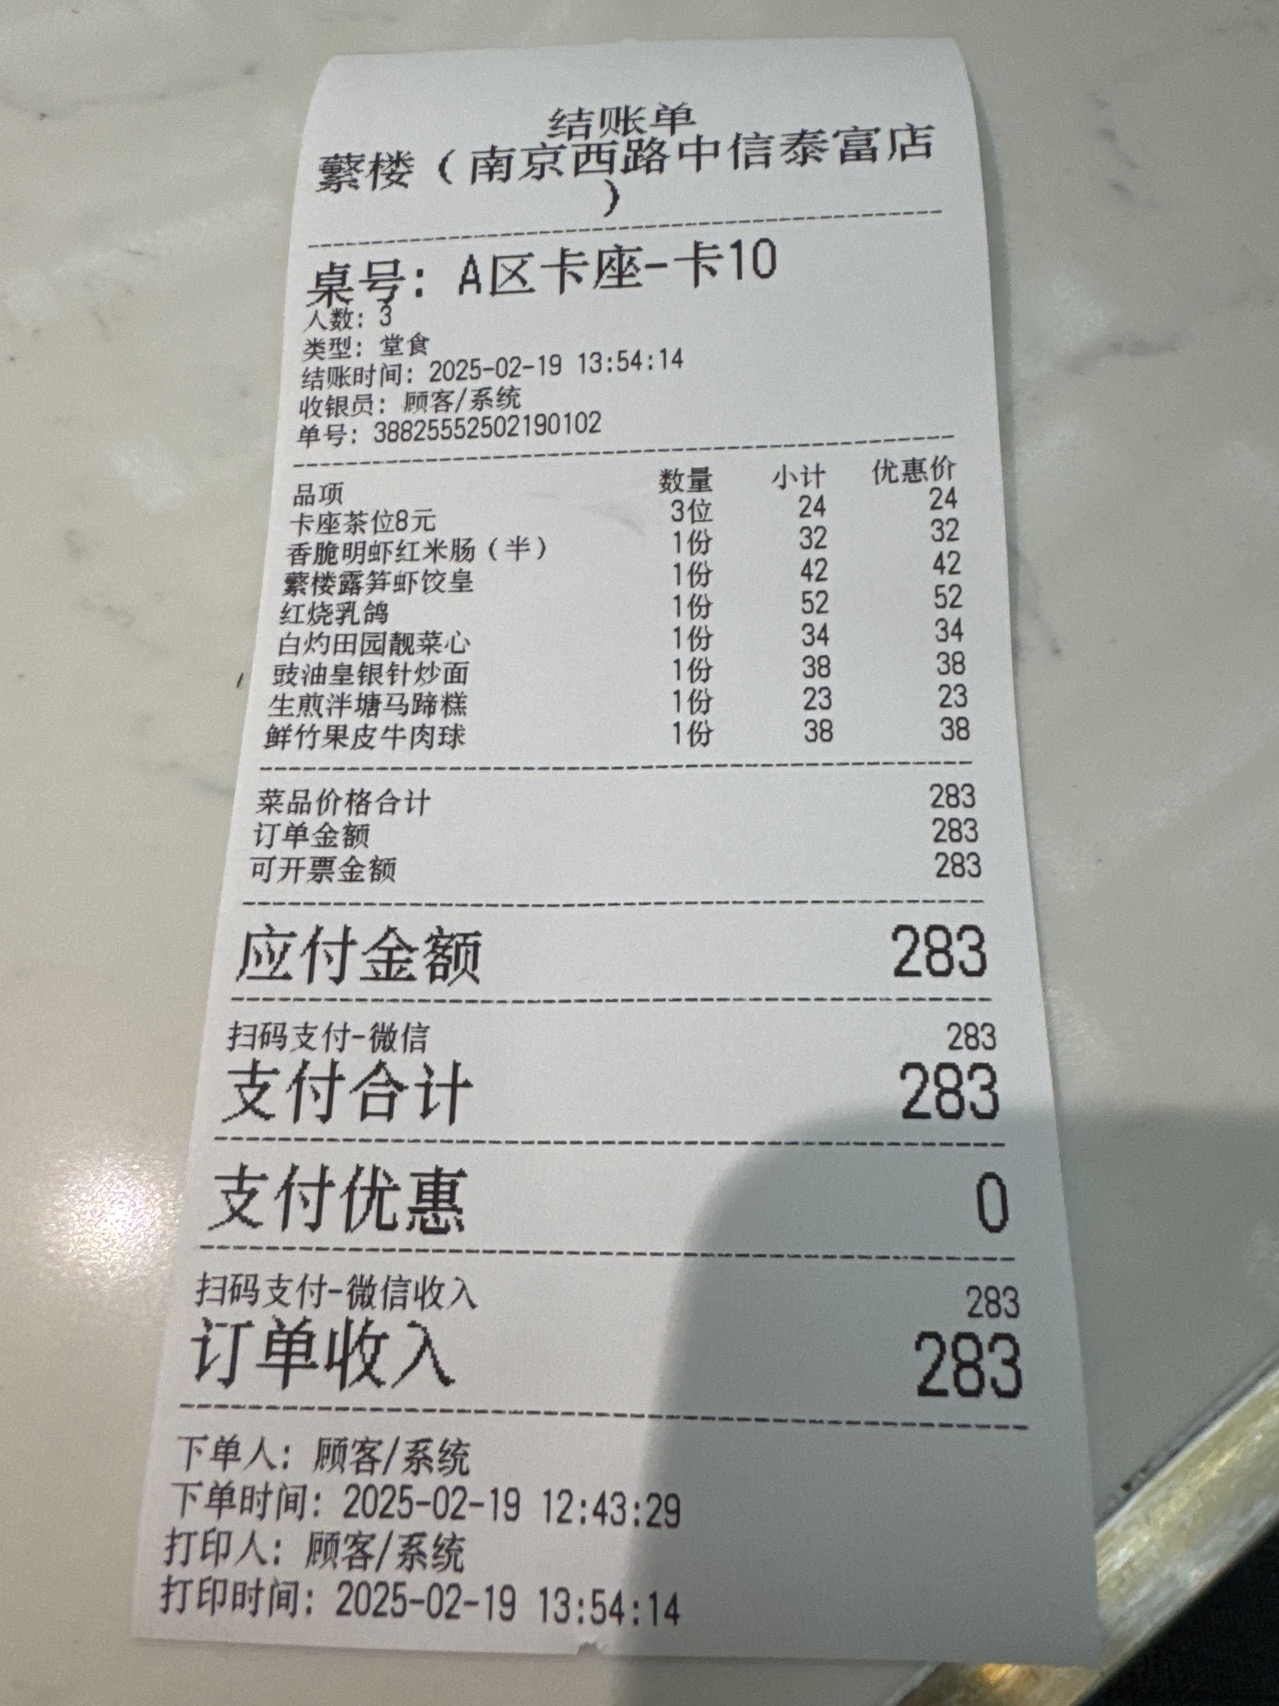 结账单
蘩楼（南京西路中信泰富店
）
桌号：A区卡座-卡10
人数：3
类型：堂食
结账时间：2025-02-19 13:54:14
收银员：顾客/系统
单号：38825552502190102
品项 数量 小计 优惠价
卡座茶位8元 3位 24 24
香脆明虾红米肠（半） 1份 32 32
蘩楼露笋虾饺皇 1份 42 42
红烧乳鸽 1份 52 52
白灼田园靓菜心 1份 34 34
豉油皇银针炒面 1份 38 38
生煎泮塘马蹄糕 1份 23 23
鲜竹果皮牛肉球 1份 38 38
菜品价格合计 283
订单金额 283
可开票金额 283
应付金额 283
扫码支付-微信 283
支付合计 283
支付优惠 0
扫码支付-微信收入 283
订单收入 283
下单人：顾客/系统
下单时间：2025-02-19 12:43:29
打印人：顾客/系统
打印时间：2025-02-19 13:54:14